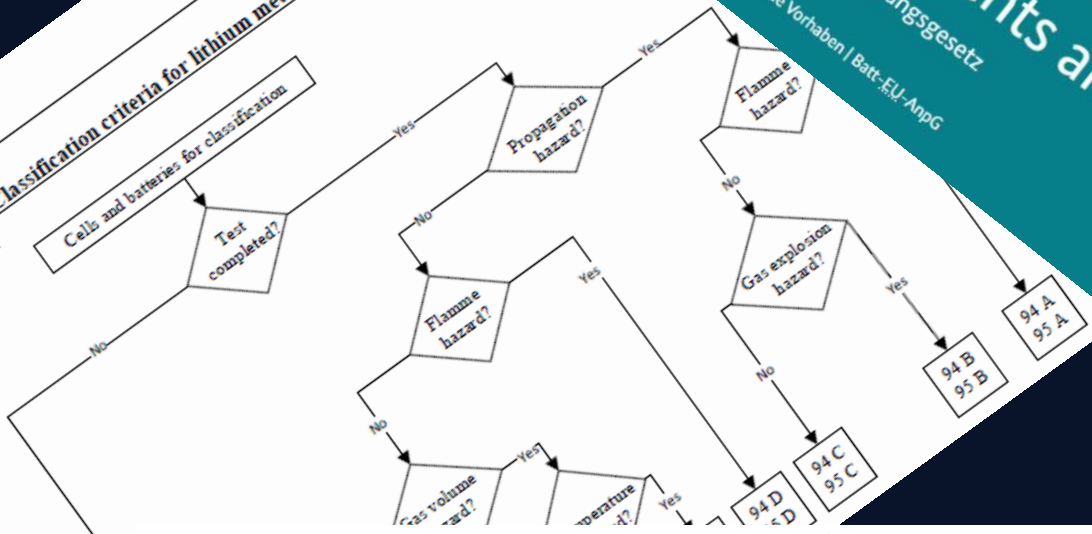 Classification criteria for lithium
Cells and batteries for classification
Test
completed?
Yes
No
Propagation
hazard?
Yes
No
Flamme
hazard?
No
Gas explosion
hazard?
Yes
No
Flamme
hazard?
Yes
No
Gas volume
Yes
Yes
94 A
95 A
94 B
95 B
94 C
95 C
94 D
Vorhaben | Batt-EU-AnpG